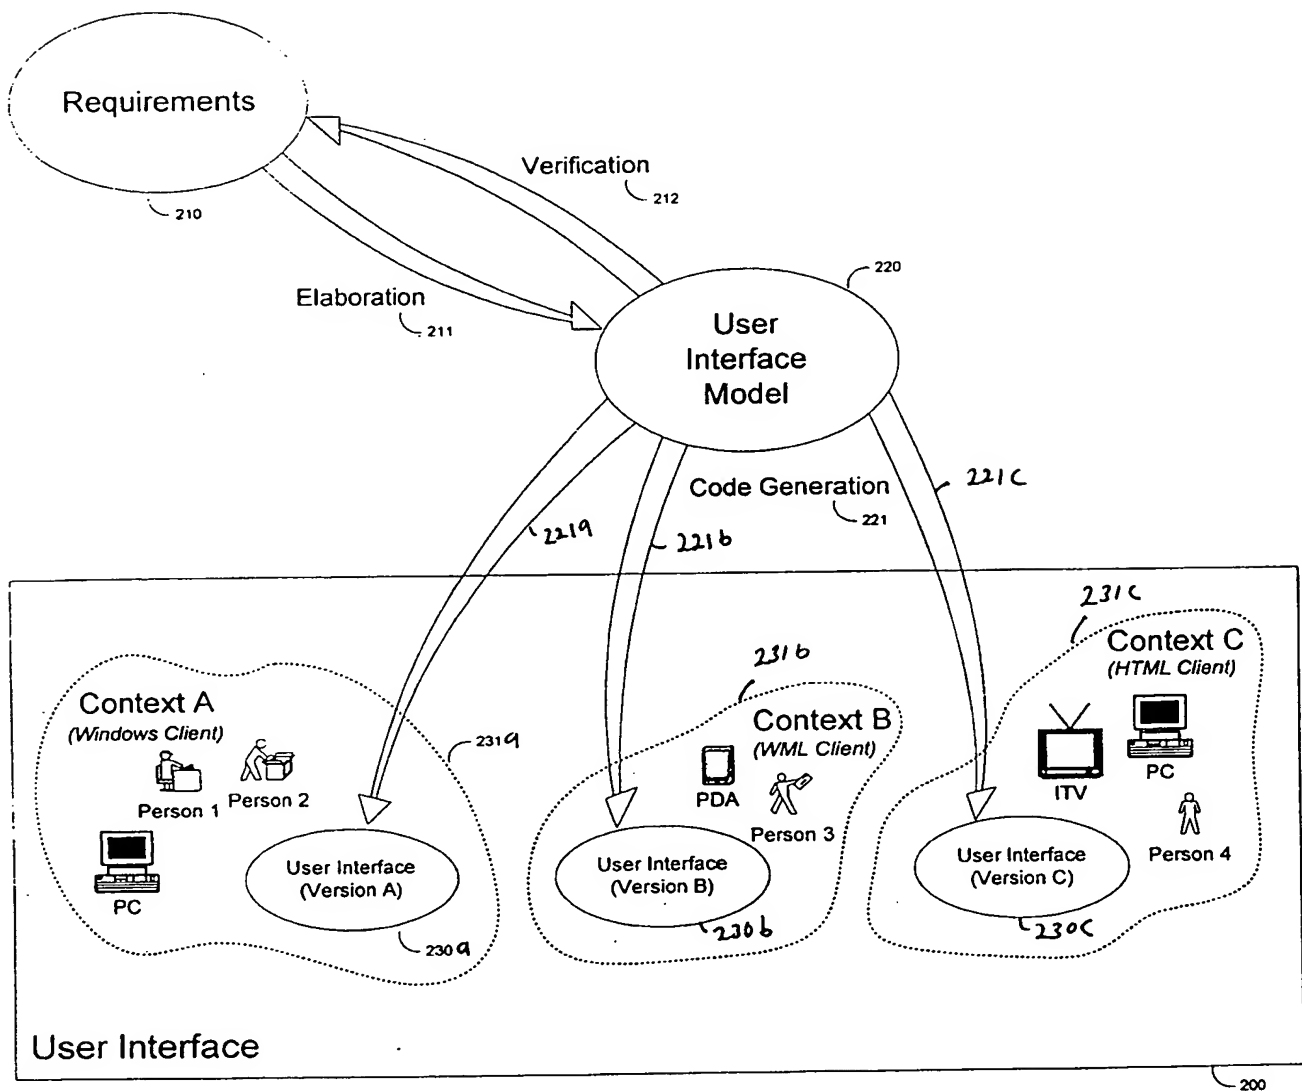 Requirements
210
Verification
212
Elaboration
211
220
User
Interface
Model
Code Generation
221
221a
221b
221c
Context A
(Windows Client)
Person 1
Person 2
PC
User Interface
(Version A)
230a
231a
231b
Context B
(WML Client)
PDA
Person 3
User Interface
(Version B)
230b
231c
Context C
(HTML Client)
ITV
PC
Person 4
User Interface
(Version C)
230c
User Interface
200